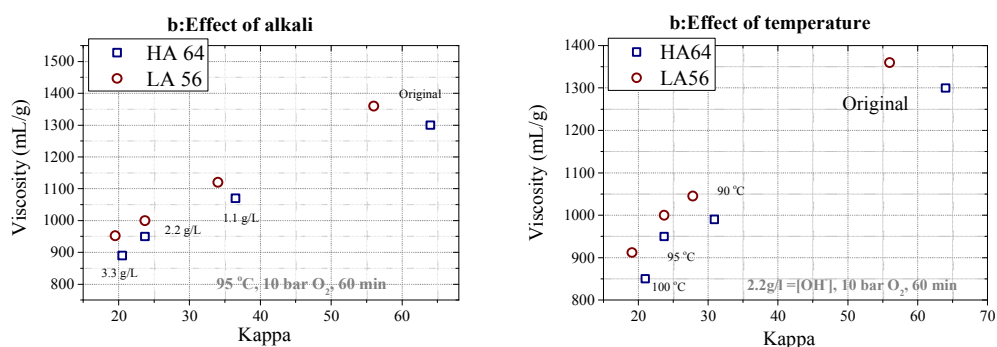 b:Effect of alkali
HA 64
LA 56
Original
1.1 g/L
2.2 g/L
3.3 g/L
95 °C, 10 bar O₂, 60 min
Viscosity (mL/g)
1500
1400
1300
1200
1100
1000
900
800
20
30
40
50
60
Kappa
b:Effect of temperature
HA64
LA56
Original
90 °C
95 °C
100 °C
2.2g/l =[OH⁻], 10 bar O₂, 60 min
Viscosity (mL/g)
1400
1300
1200
1100
1000
900
800
20
30
40
50
60
70
Kappa